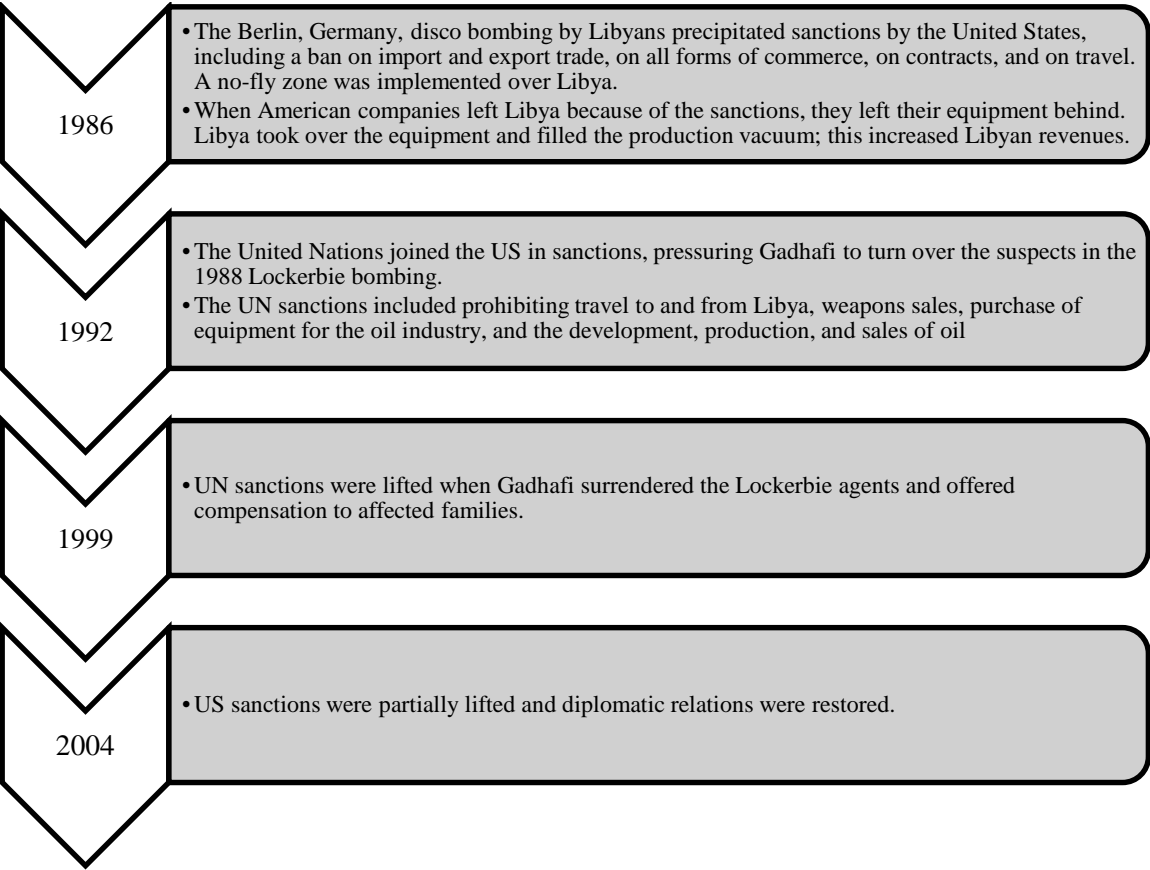 1986
• The Berlin, Germany, disco bombing by Libyans precipitated sanctions by the United States,
including a ban on import and export trade, on all forms of commerce, on contracts, and on travel.
A no-fly zone was implemented over Libya.
• When American companies left Libya because of the sanctions, they left their equipment behind.
Libya took over the equipment and filled the production vacuum; this increased Libyan revenues.
1992
• The United Nations joined the US in sanctions, pressuring Gadhafi to turn over the suspects in the
1988 Lockerbie bombing.
• The UN sanctions included prohibiting travel to and from Libya, weapons sales, purchase of
equipment for the oil industry, and the development, production, and sales of oil
1999
• UN sanctions were lifted when Gadhafi surrendered the Lockerbie agents and offered
compensation to affected families.
2004
• US sanctions were partially lifted and diplomatic relations were restored.